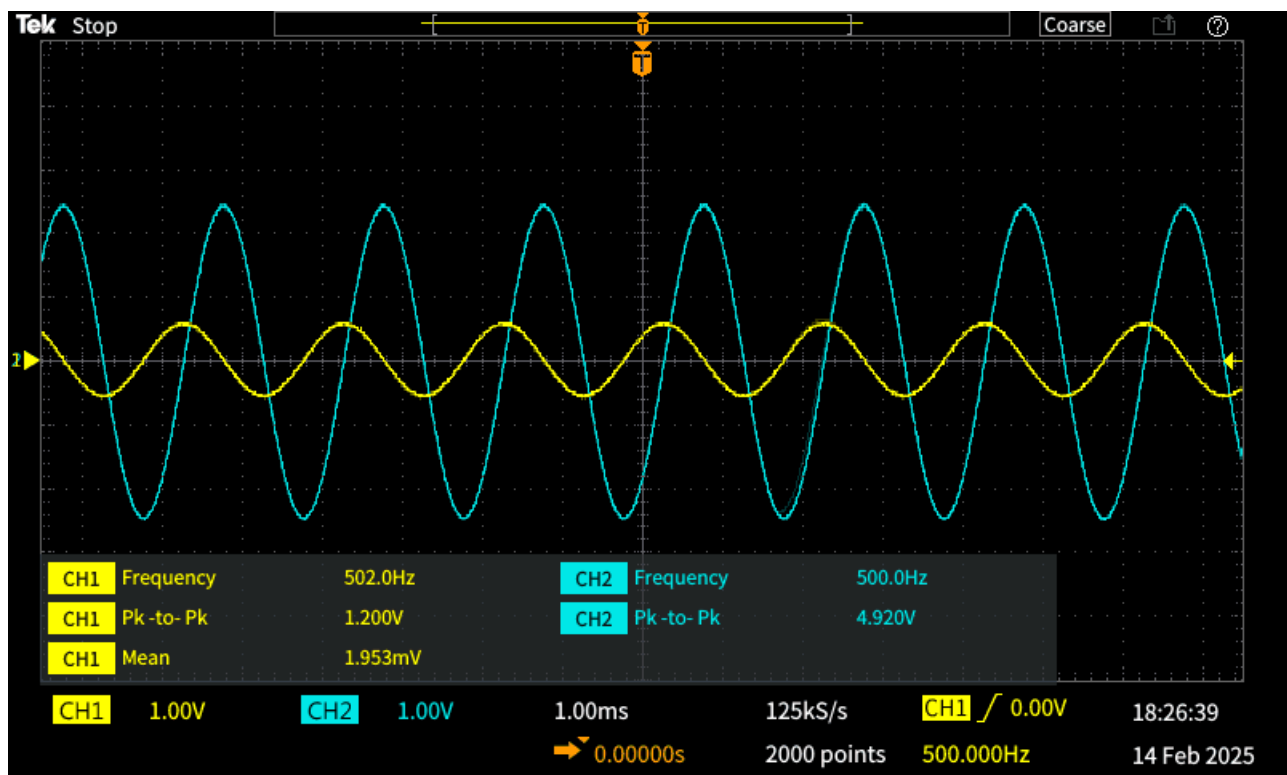 Tek Stop T Coarse ?
T
CH1 Frequency 502.0Hz CH2 Frequency 500.0Hz
CH1 Pk -to- Pk 1.200V CH2 Pk -to- Pk 4.920V
CH1 Mean 1.953mV
CH1 1.00V CH2 1.00V 1.00ms 125kS/s CH1 0.00V 18:26:39
0.00000s 2000 points 500.000Hz 14 Feb 2025